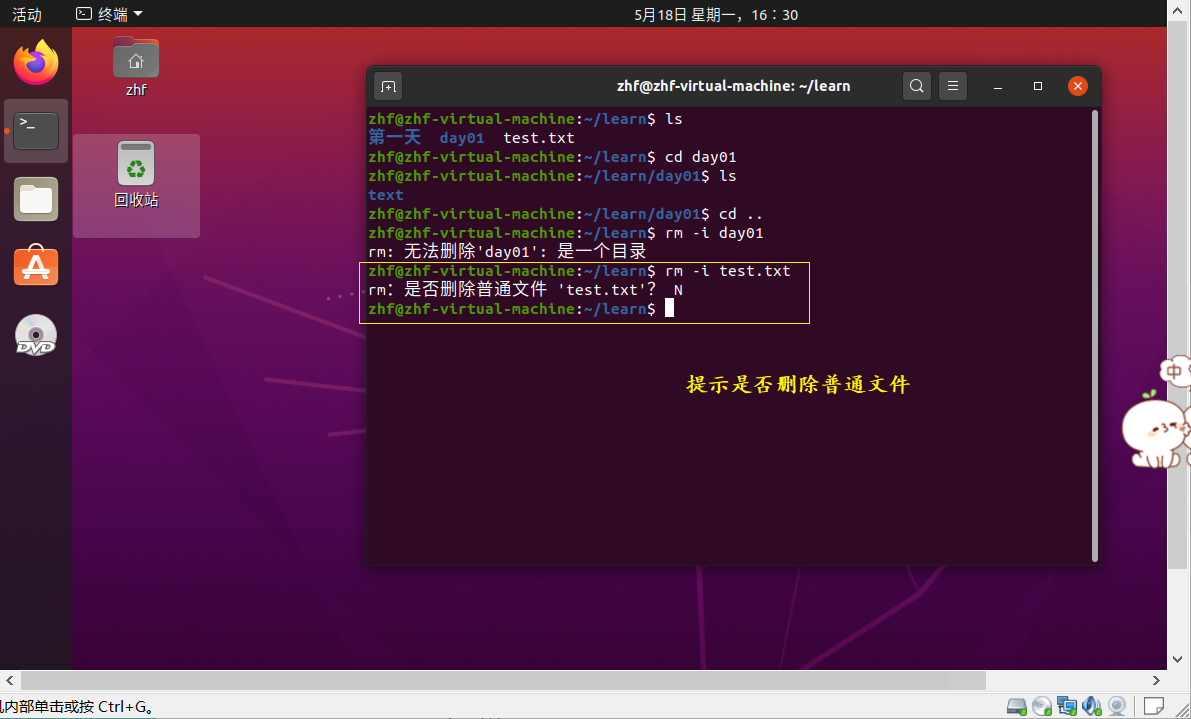 活动
终端
5月18日 星期一，16：30
zhf
回收站
DVD
zhf@zhf-virtual-machine: ~/learn
zhf@zhf-virtual-machine:~/learn$ ls
第一天  day01  test.txt
zhf@zhf-virtual-machine:~/learn$ cd day01
zhf@zhf-virtual-machine:~/learn/day01$ ls
text
zhf@zhf-virtual-machine:~/learn/day01$ cd ..
zhf@zhf-virtual-machine:~/learn$ rm -i day01
rm: 无法删除'day01': 是一个目录
zhf@zhf-virtual-machine:~/learn$ rm -i test.txt
rm：是否删除普通文件 'test.txt'？ N
zhf@zhf-virtual-machine:~/learn$
提示是否删除普通文件
中
内部单击或按 Ctrl+G。